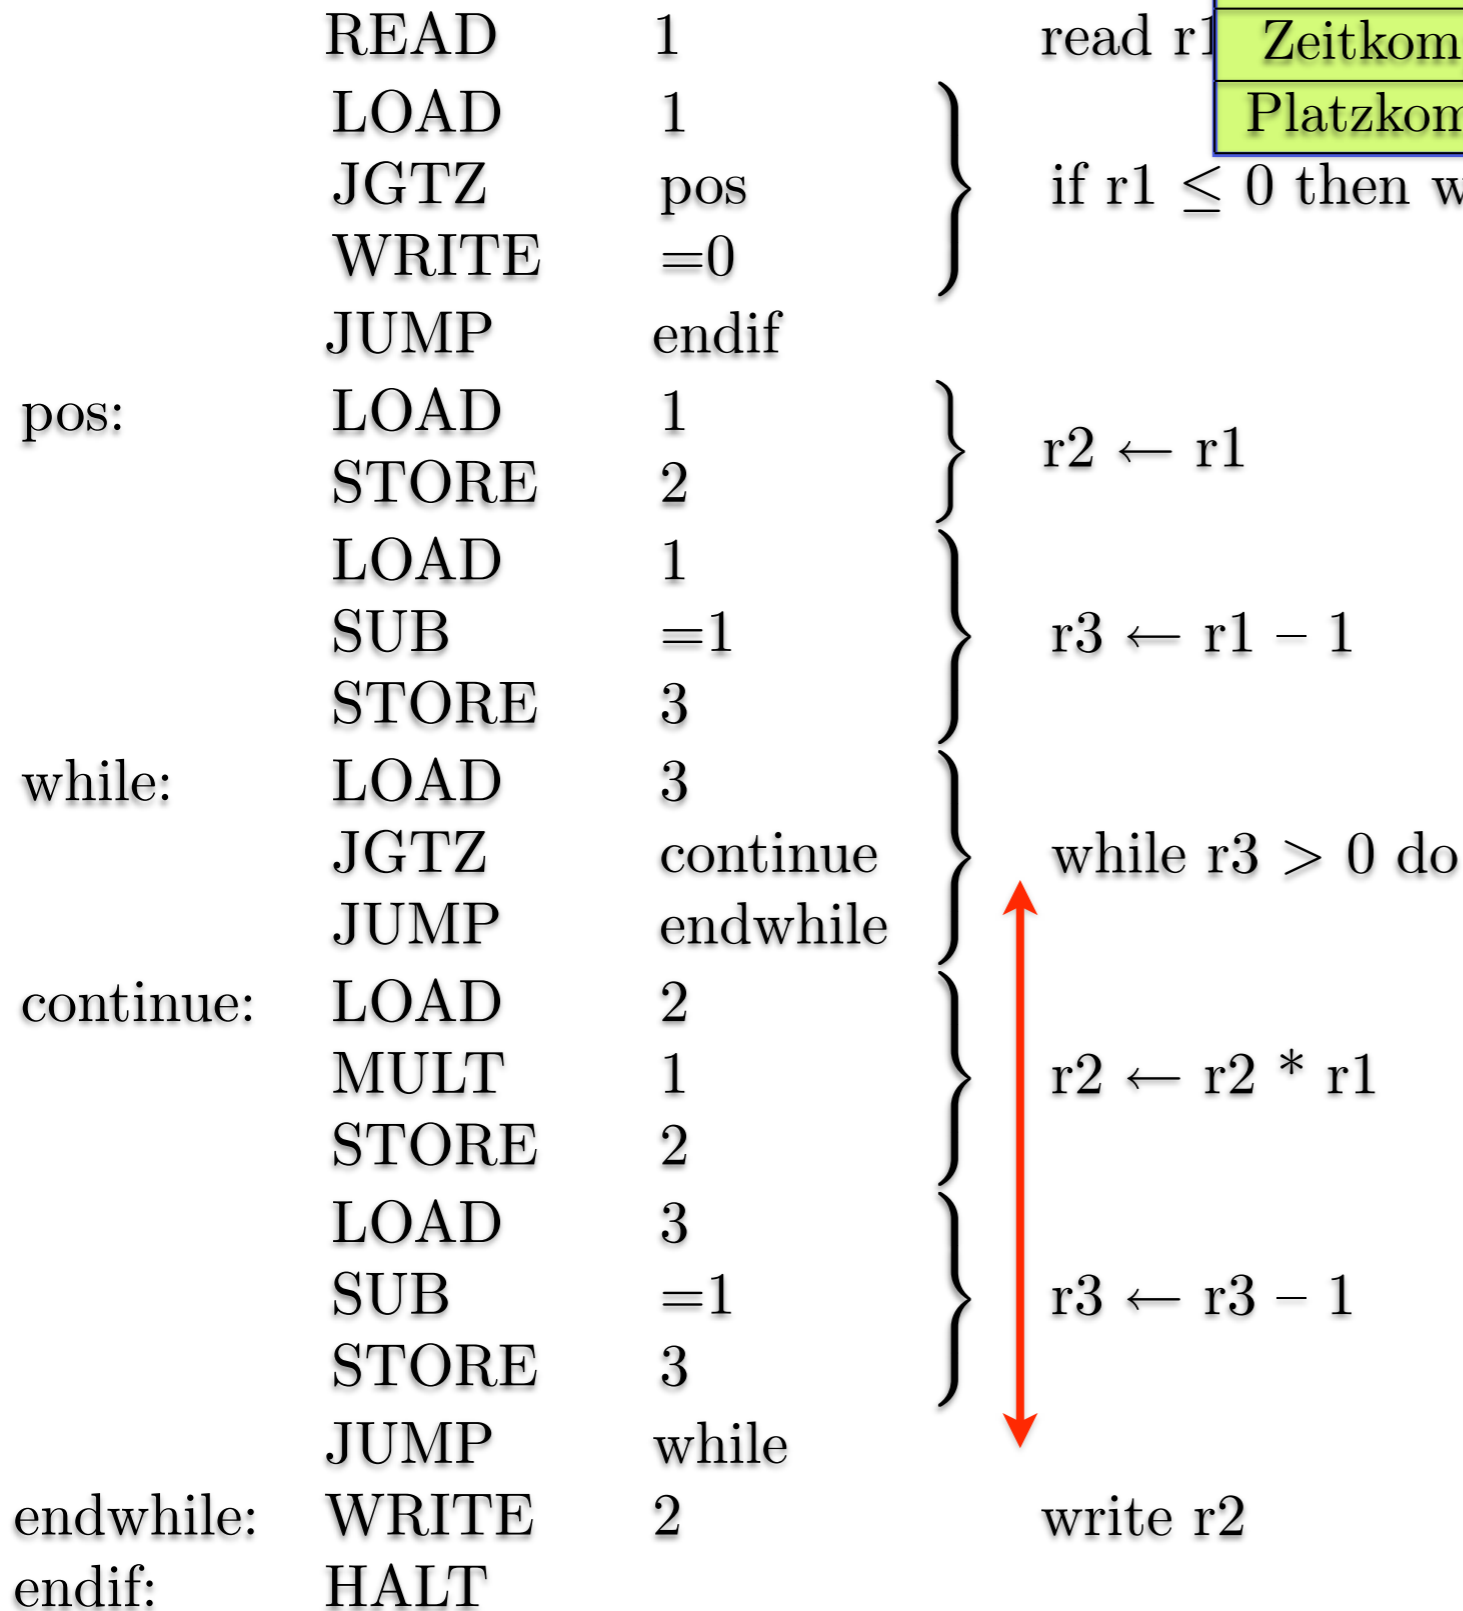 READ 1 read r1 Zeitkom
LOAD 1 Platzkom
JGTZ pos if r1 ≤ 0 then w
WRITE =0
JUMP endif
pos: LOAD 1
r2 ← r1
STORE 2
LOAD 1
SUB =1 r3 ← r1 – 1
STORE 3
while: LOAD 3
JGTZ continue while r3 > 0 do
JUMP endwhile
continue: LOAD 2
MULT 1 r2 ← r2 * r1
STORE 2
LOAD 3
SUB =1 r3 ← r3 – 1
STORE 3
JUMP while
endwhile: WRITE 2 write r2
endif: HALT